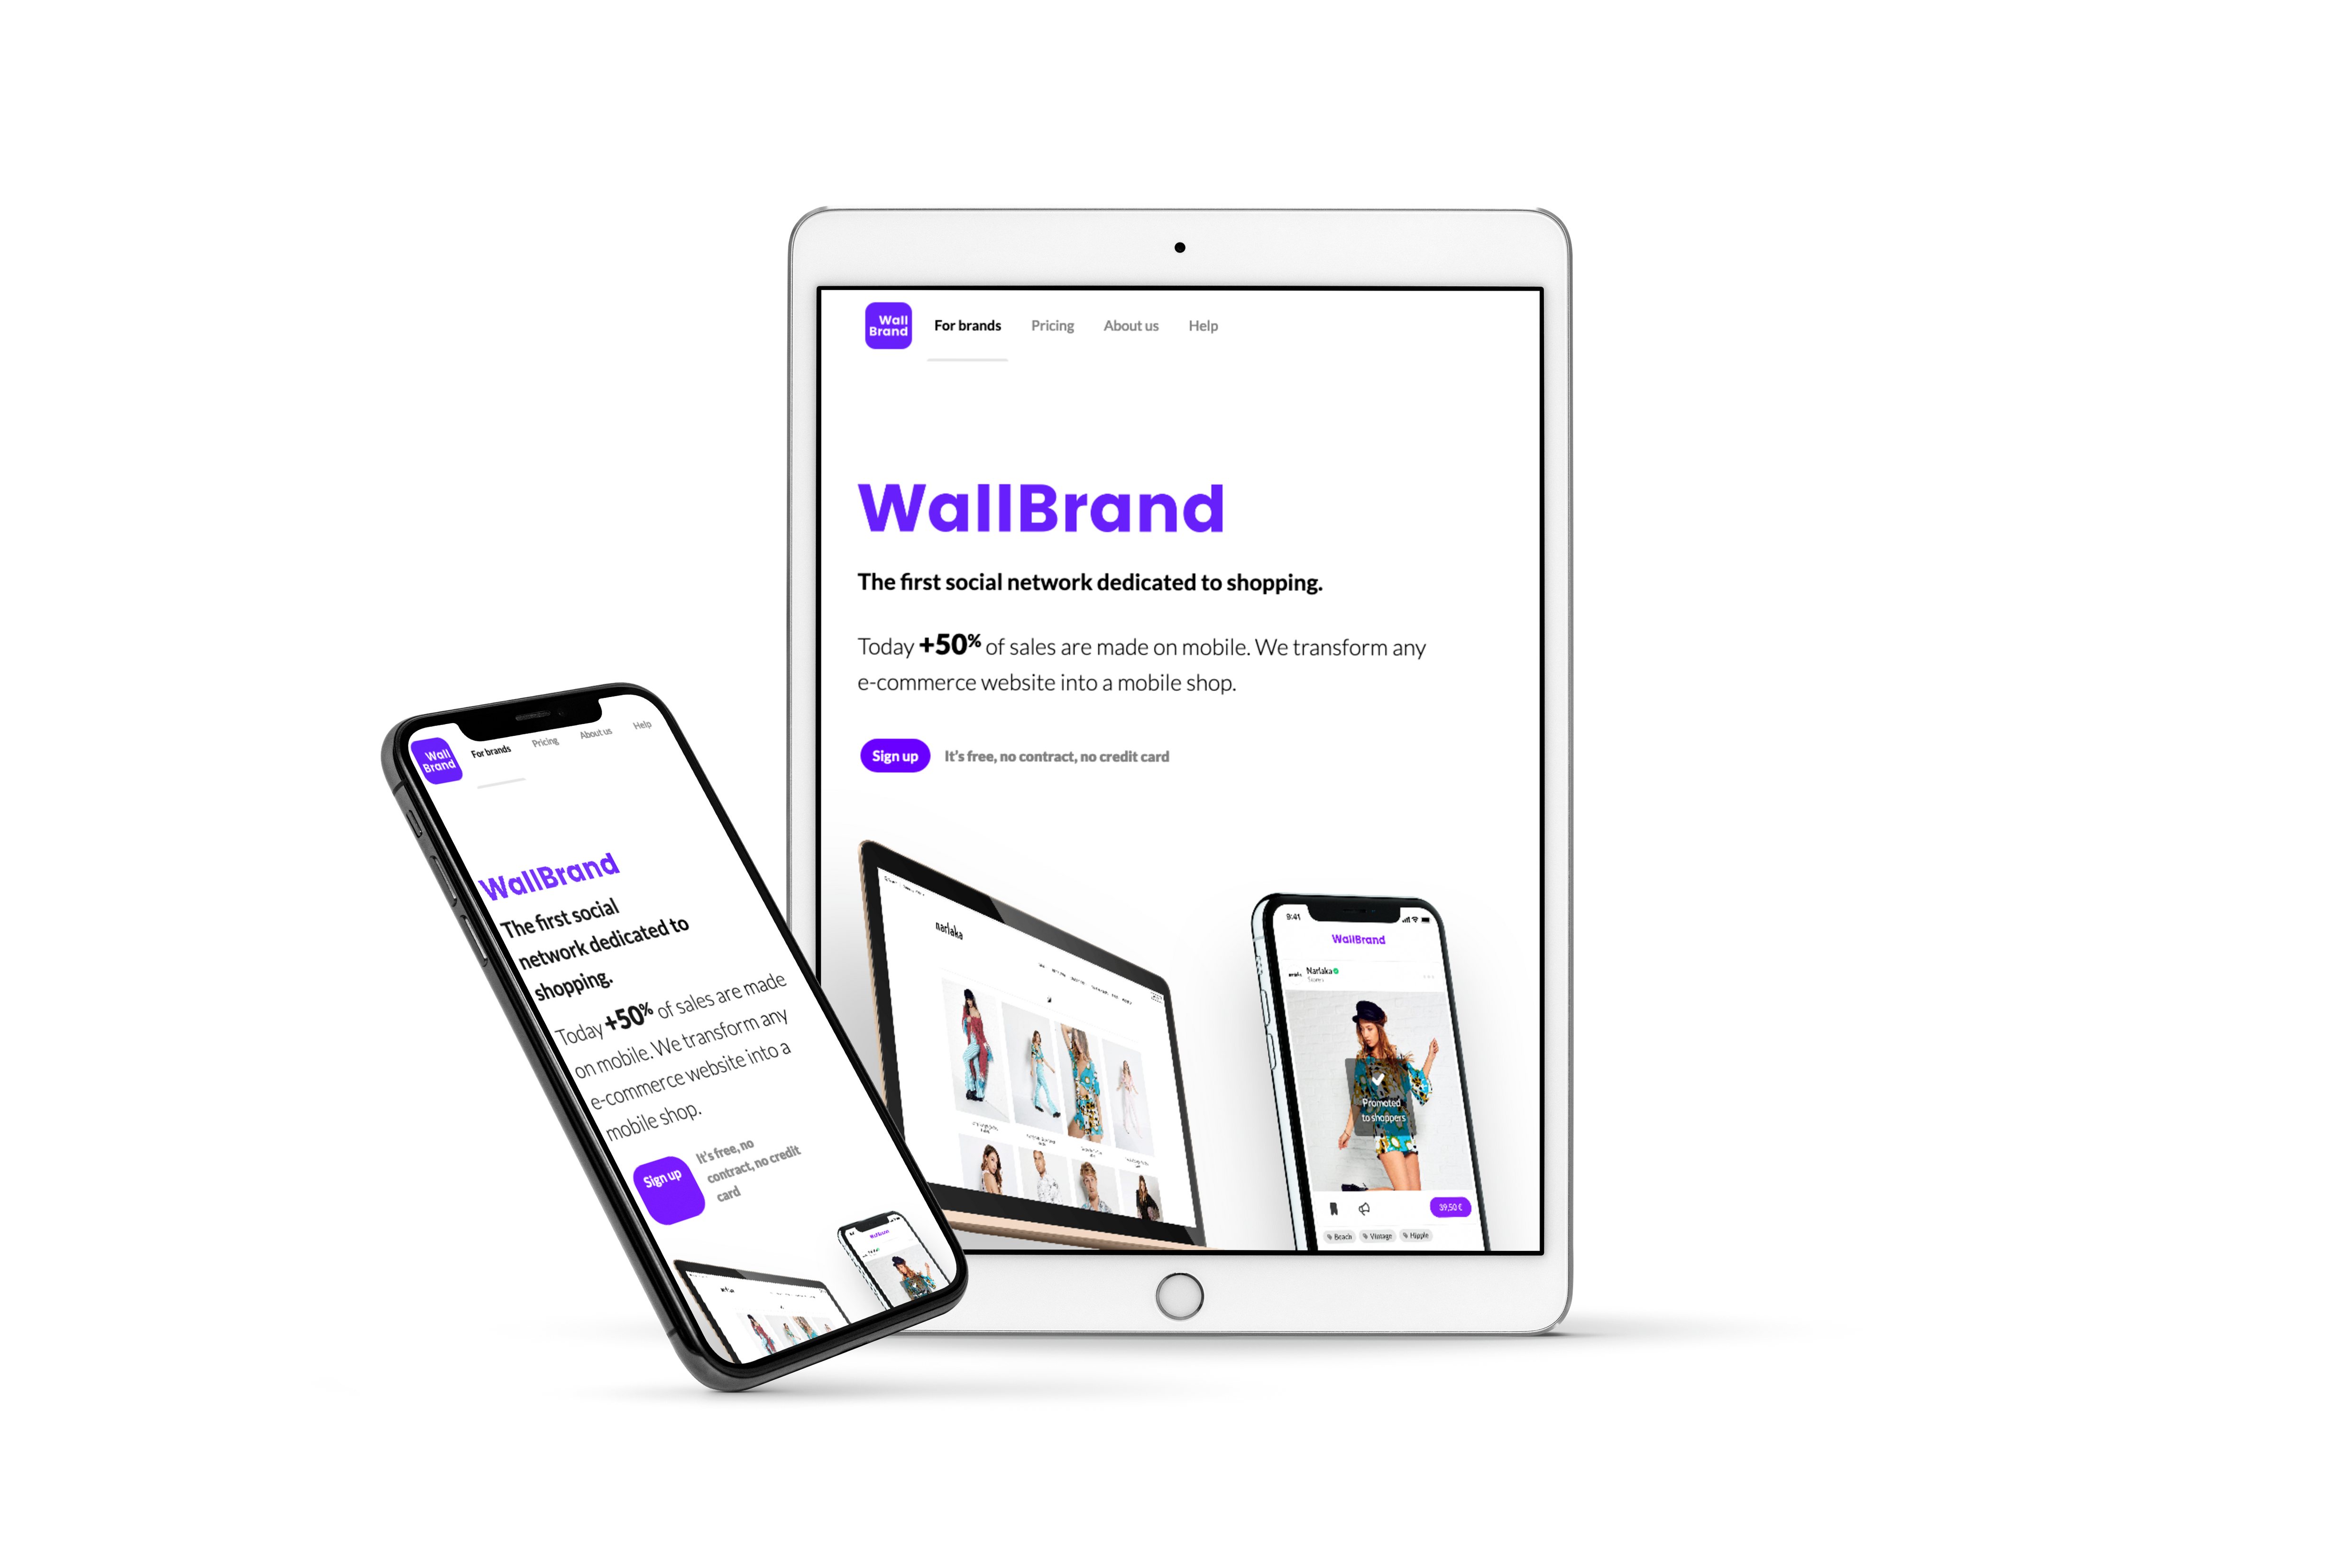 Wall
Brand
For brands
Pricing
About us
Help
WallBrand
The first social network dedicated to shopping.
Today +50% of sales are made on mobile. We transform any
e-commerce website into a mobile shop.
Sign up
It's free, no contract, no credit card
narlaka
9:41
WallBrand
Narlaka
Promoted
to shoppers
39,50 €
Beach
Vintage
Hippie
Wall
Brand
For brands
Pricing
About us
Help
WallBrand
The first social
network dedicated to
shopping.
Today +50% of sales are made
on mobile. We transform any
e-commerce website into a
mobile shop.
Sign up
It's free, no
contract, no credit
card
WallBrand